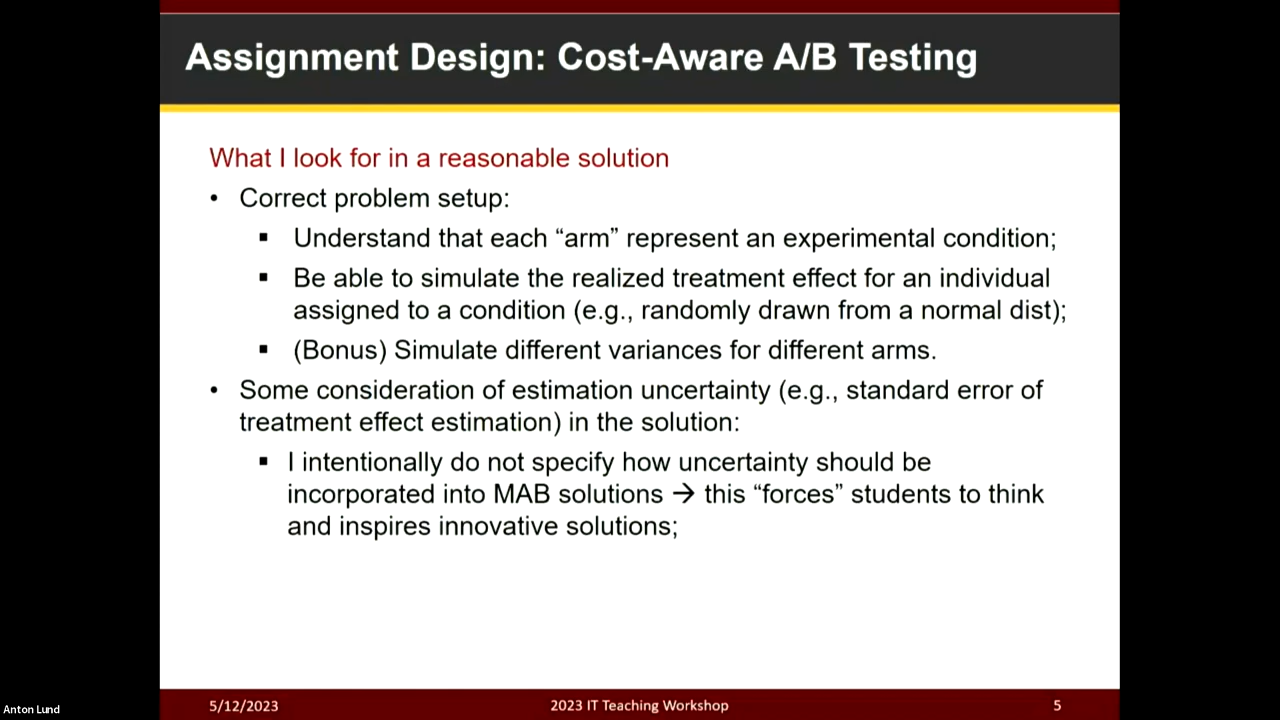 Assignment Design: Cost-Aware A/B Testing
What I look for in a reasonable solution
• Correct problem setup:
▪ Understand that each “arm” represent an experimental condition;
▪ Be able to simulate the realized treatment effect for an individual
assigned to a condition (e.g., randomly drawn from a normal dist);
▪ (Bonus) Simulate different variances for different arms.
• Some consideration of estimation uncertainty (e.g., standard error of
treatment effect estimation) in the solution:
▪ I intentionally do not specify how uncertainty should be
incorporated into MAB solutions → this “forces” students to think
and inspires innovative solutions;
5/12/2023
2023 IT Teaching Workshop
5
Anton Lund